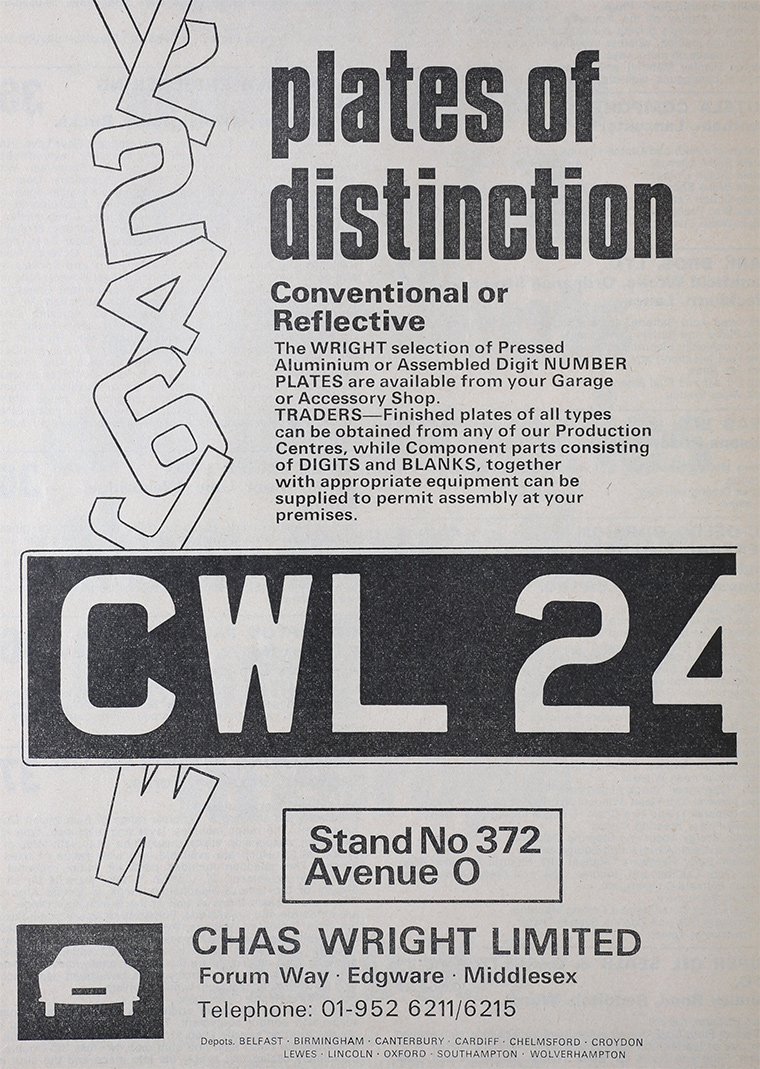 plates of
distinction
Conventional or
Reflective
The WRIGHT selection of Pressed
Aluminium or Assembled Digit NUMBER
PLATES are available from your Garage
or Accessory Shop.
TRADERS—Finished plates of all types
can be obtained from any of our Production
Centres, while Component parts consisting
of DIGITS and BLANKS, together
with appropriate equipment can be
supplied to permit assembly at your
premises.
2
4
6
J
CWL 24
W
Stand No 372
Avenue O
CHAS WRIGHT LIMITED
Forum Way · Edgware · Middlesex
Telephone: 01-952 6211/6215
Depots. BELFAST · BIRMINGHAM · CANTERBURY · CARDIFF · CHELMSFORD · CROYDON
LEWES · LINCOLN · OXFORD · SOUTHAMPTON · WOLVERHAMPTON